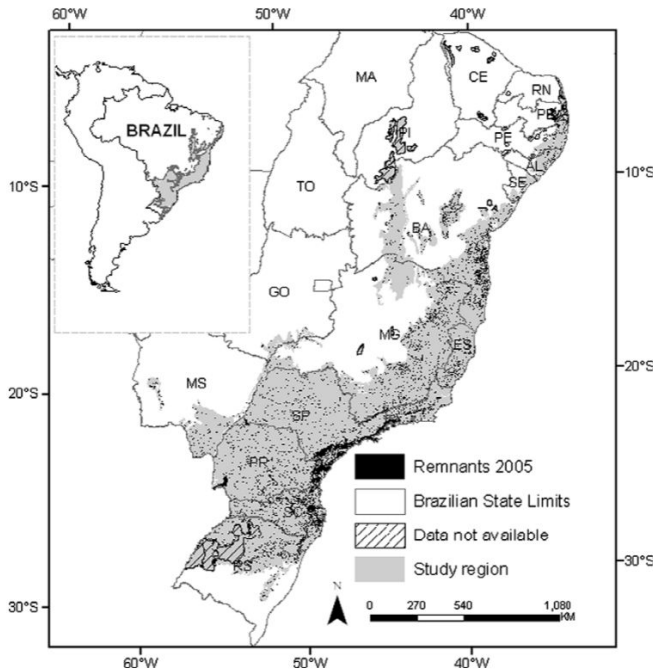 60°W 50°W 40°W
BRAZIL
MA
CE
RN
PB
PI
PE
AL
SE
10°S
10°S
TO
BA
GO
MG
ES
20°S
20°S
MS
SP
PR
SC
RS
Remnants 2005
Brazilian State Limits
Data not available
Study region
30°S
30°S
N
0 270 540 1,080
KM
60°W 50°W 40°W